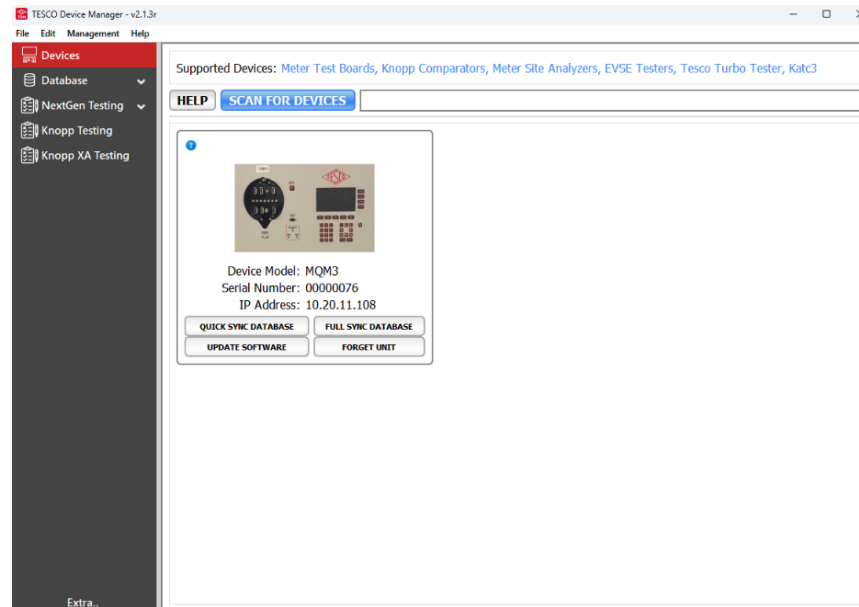 TESCO Device Manager - v2.1.3r
File Edit Management Help
Devices
Database
NextGen Testing
Knopp Testing
Knopp XA Testing
Extra..
Supported Devices: Meter Test Boards, Knopp Comparators, Meter Site Analyzers, EVSE Testers, Tesco Turbo Tester, Katc3
HELP SCAN FOR DEVICES
TESCO
Device Model: MQM3
Serial Number: 00000076
IP Address: 10.20.11.108
QUICK SYNC DATABASE FULL SYNC DATABASE
UPDATE SOFTWARE FORGET UNIT